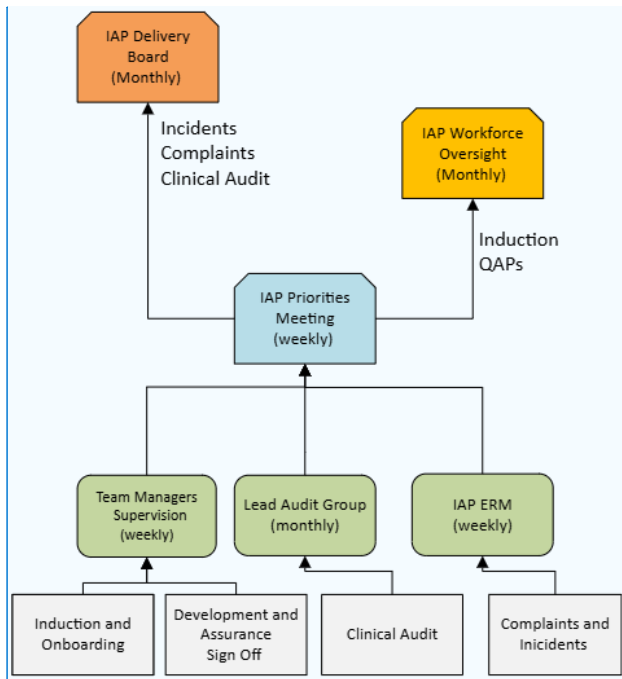 IAP Delivery
Board
(Monthly)
Incidents
Complaints
Clinical Audit
IAP Workforce
Oversight
(Monthly)
Induction
QAPs
IAP Priorities
Meeting
(weekly)
Team Managers
Supervision
(weekly)
Lead Audit Group
(monthly)
IAP ERM
(weekly)
Induction and
Onboarding
Development and
Assurance
Sign Off
Clinical Audit
Complaints and
Inicidents